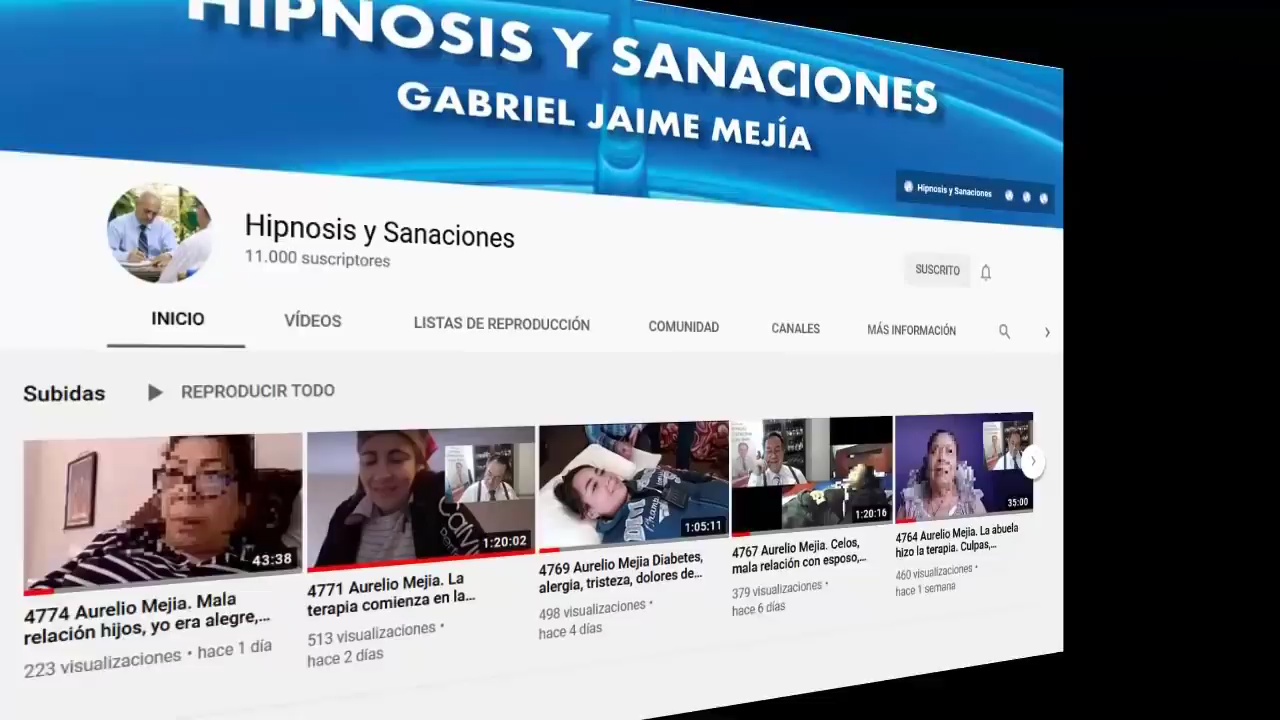 HIPNOSIS Y SANACIONES
GABRIEL JAIME MEJÍA
Hipnosis y Sanaciones
Hipnosis y Sanaciones
11.000 suscriptores
SUSCRITO
INICIO VÍDEOS LISTAS DE REPRODUCCIÓN COMUNIDAD CANALES MÁS INFORMACIÓN
Subidas REPRODUCIR TODO
43:38
4774 Aurelio Mejia. Mala
relación hijos, yo era alegre,...
223 visualizaciones • hace 1 día
1:20:02
4771 Aurelio Mejia. La
terapia comienza en la...
513 visualizaciones •
hace 2 días
1:05:11
4769 Aurelio Mejia Diabetes,
alergia, tristeza, dolores de...
498 visualizaciones •
hace 4 días
1:20:16
4767 Aurelio Mejia. Celos,
mala relación con esposo,...
379 visualizaciones •
hace 6 días
35:00
4764 Aurelio Mejia. La abuela
hizo la terapia. Culpas,...
460 visualizaciones •
hace 1 semana